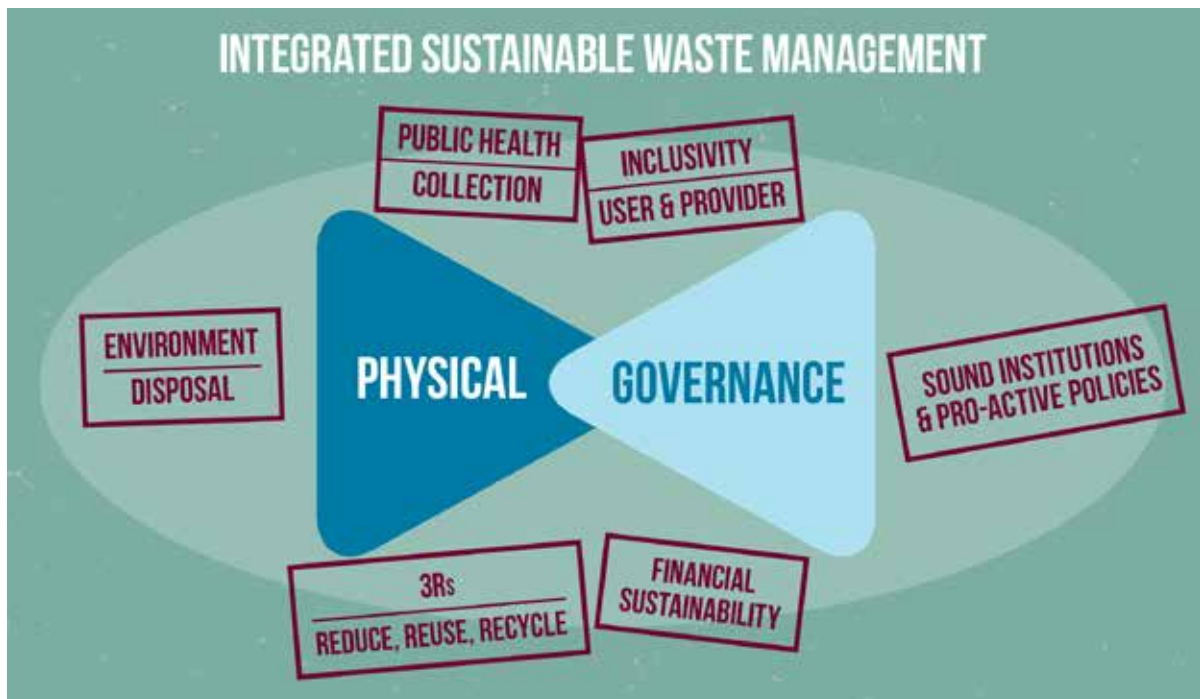 INTEGRATED SUSTAINABLE WASTE MANAGEMENT
PUBLIC HEALTH
COLLECTION
INCLUSIVITY
USER & PROVIDER
ENVIRONMENT
DISPOSAL
PHYSICAL
GOVERNANCE
SOUND INSTITUTIONS
& PRO-ACTIVE POLICIES
3Rs
REDUCE, REUSE, RECYCLE
FINANCIAL
SUSTAINABILITY